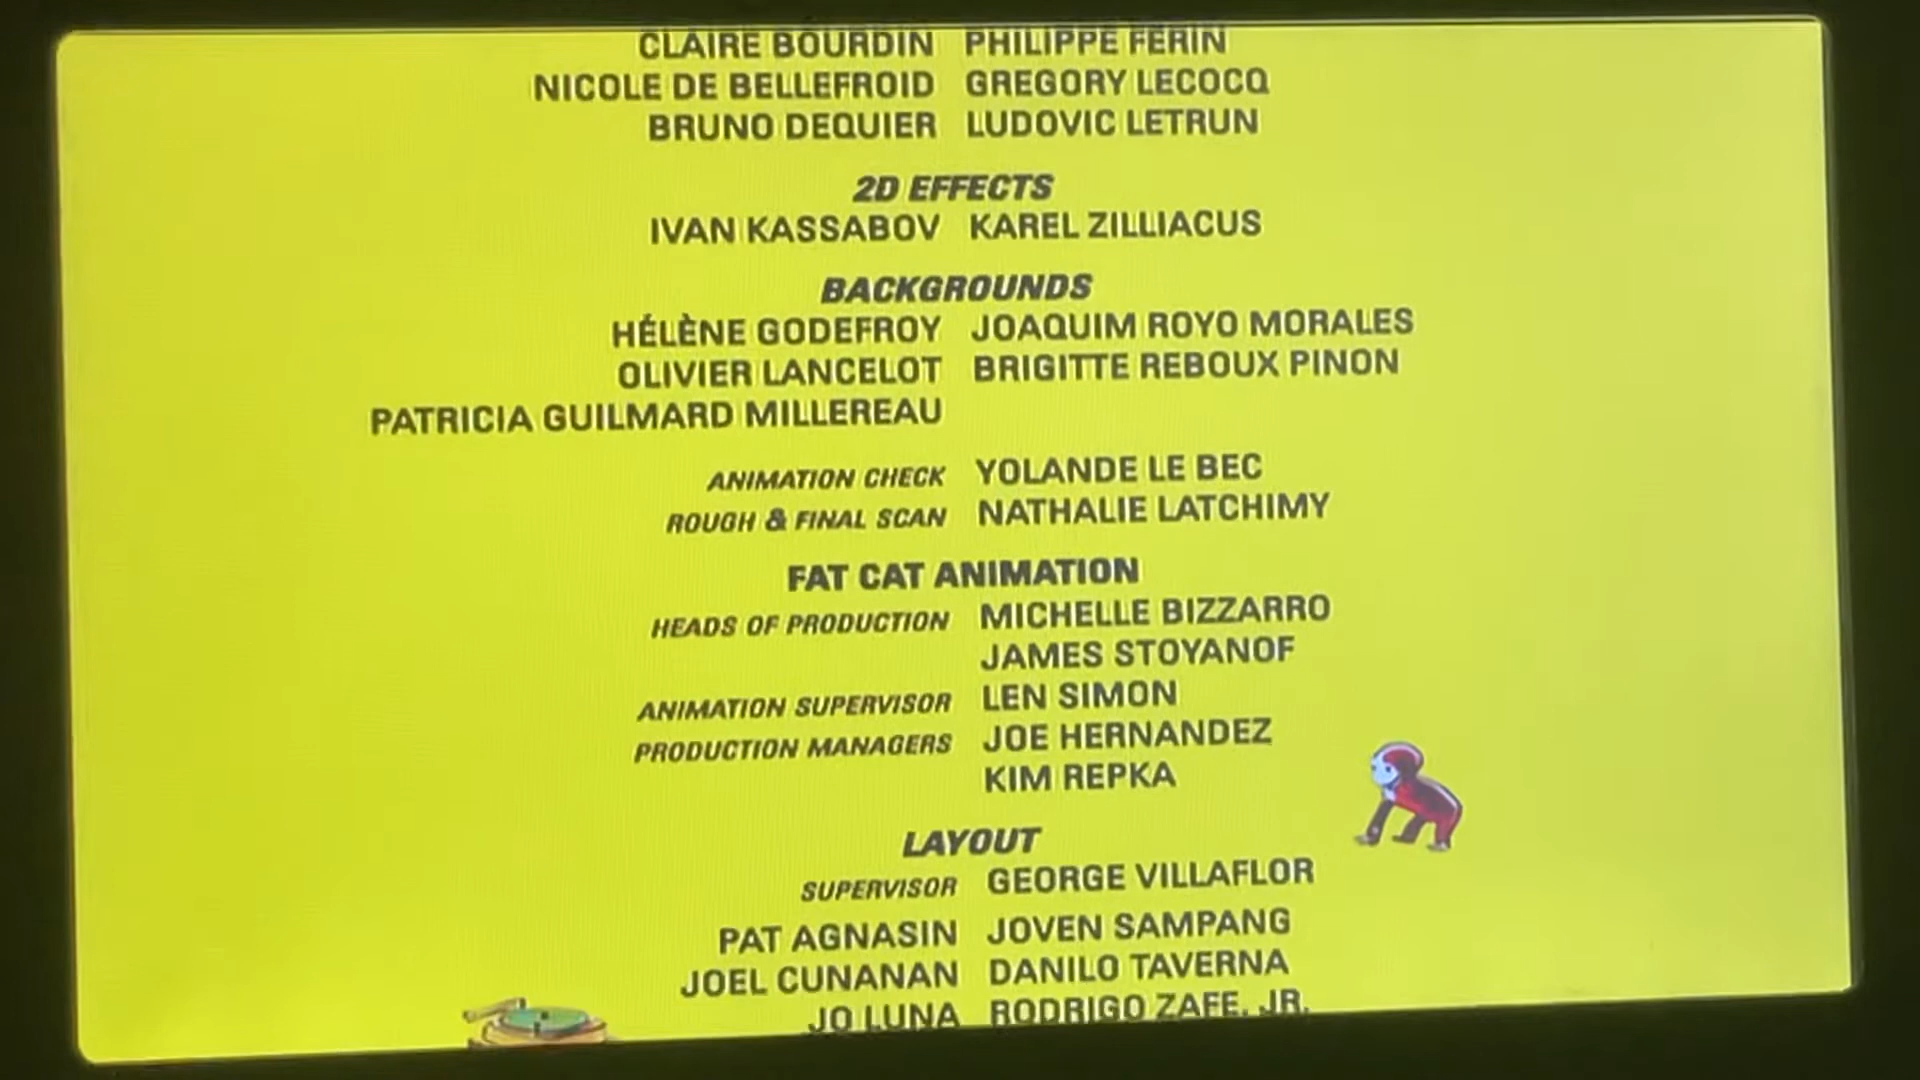 CLAIRE BOURDIN PHILIPPE FERIN
NICOLE DE BELLEFROID GREGORY LECOCQ
BRUNO DEQUIER LUDOVIC LETRUN
2D EFFECTS
IVAN KASSABOV KAREL ZILLIACUS
BACKGROUNDS
HÉLÈNE GODEFROY JOAQUIM ROYO MORALES
OLIVIER LANCELOT BRIGITTE REBOUX PINON
PATRICIA GUILMARD MILLEREAU
ANIMATION CHECK YOLANDE LE BEC
ROUGH & FINAL SCAN NATHALIE LATCHIMY
FAT CAT ANIMATION
HEADS OF PRODUCTION MICHELLE BIZZARRO
JAMES STOYANOF
ANIMATION SUPERVISOR LEN SIMON
PRODUCTION MANAGERS JOE HERNANDEZ
KIM REPKA
LAYOUT
SUPERVISOR GEORGE VILLAFLOR
PAT AGNASIN JOVEN SAMPANG
JOEL CUNANAN DANILO TAVERNA
JO LUNA RODRIGO ZAFE, JR.